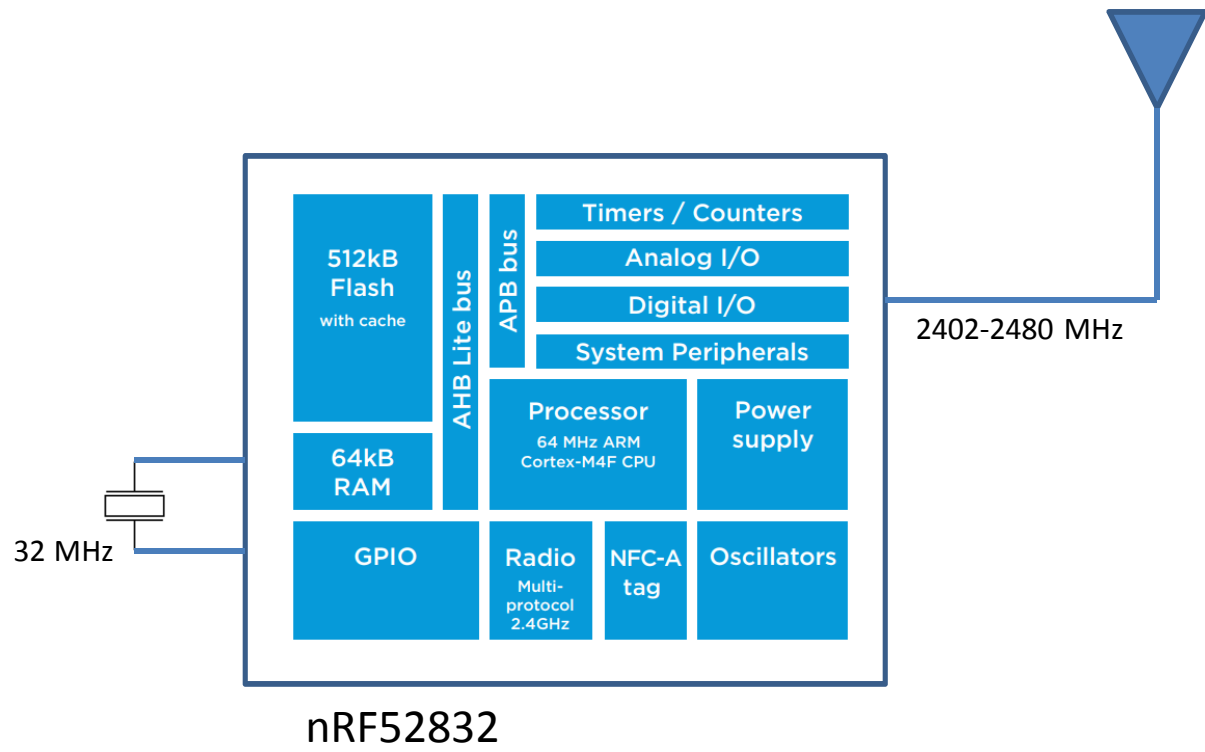 512kB
Flash
with cache
AHB Lite bus
APB bus
Timers / Counters
Analog I/O
Digital I/O
System Peripherals
2402-2480 MHz
64kB
RAM
Processor
64 MHz ARM
Cortex-M4F CPU
Power
supply
32 MHz
GPIO
Radio
Multi-
protocol
2.4GHz
NFC-A
tag
Oscillators
nRF52832